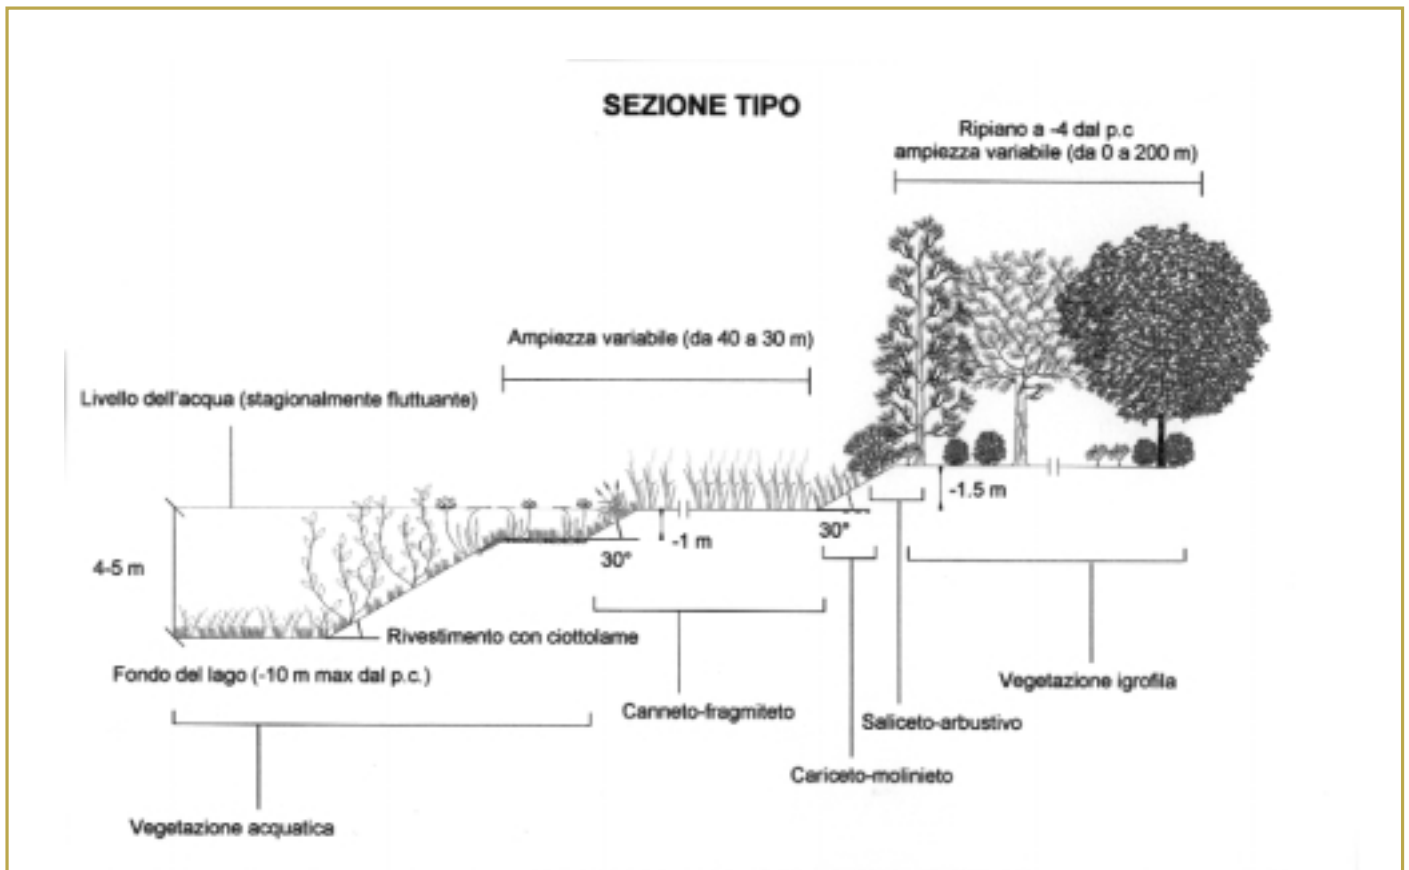 SEZIONE TIPO
Ripiano a -4 dal p.c
ampiezza variabile (da 0 a 200 m)
Ampiezza variabile (da 40 a 30 m)
Livello dell'acqua (stagionalmente fluttuante)
-1.5 m
30°
-1 m
30°
4-5 m
Rivestimento con ciottolame
Fondo del lago (-10 m max dal p.c.)
Vegetazione igrofila
Canneto-fragmiteto
Saliceto-arbustivo
Cariceto-molinieto
Vegetazione acquatica